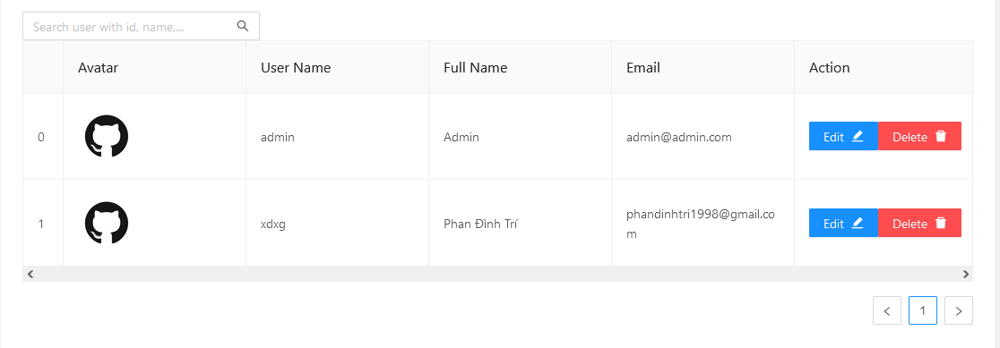 Search user with id, name,...
Avatar User Name Full Name Email Action
0 admin Admin admin@admin.com Edit Delete
1 xdxg Phan Đình Trí phandinhtri1998@gmail.co
m Edit Delete
1